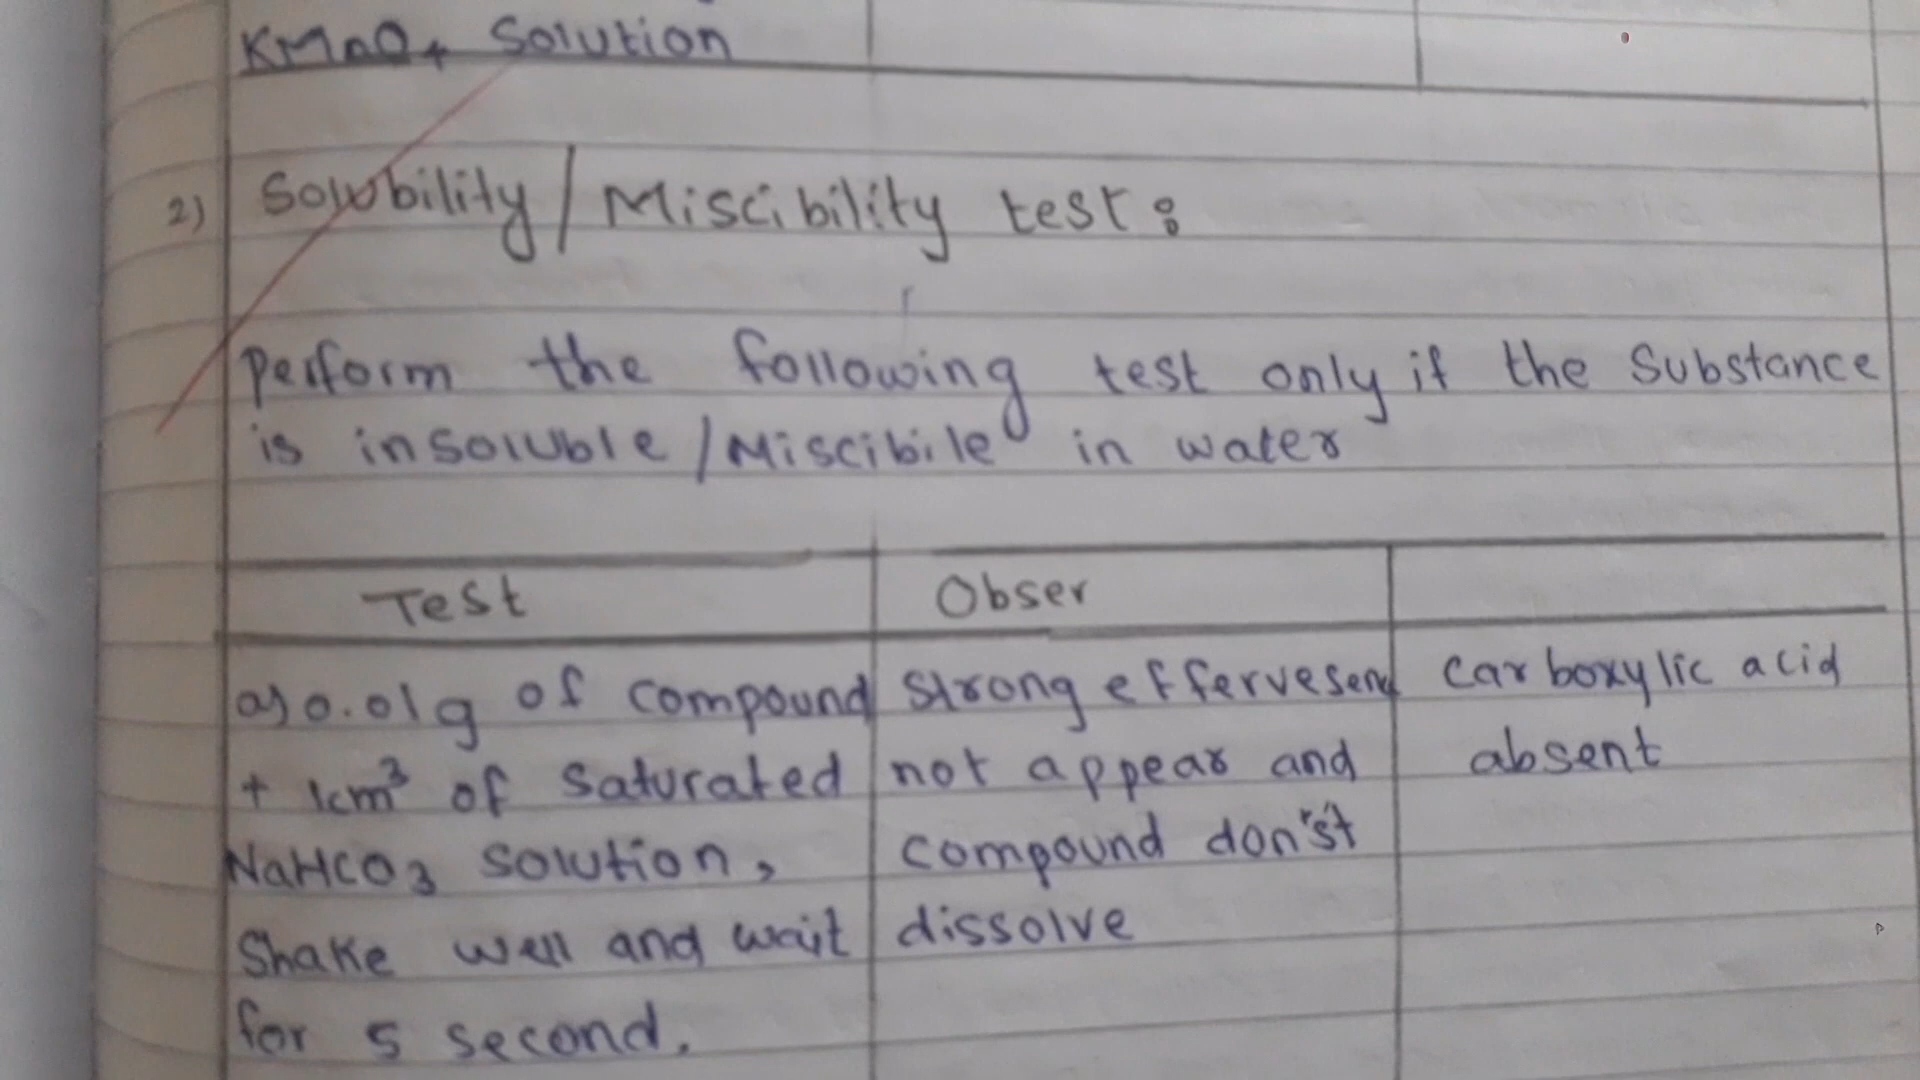 KMnO4 Solution
2) Solubility/Miscibility test:
perform the following test only if the Substance
is insoluble/Miscibile in water
Test Obser
a) 0.01g of compound Strong effervesend carboxylic acid
+ 1cm³ of saturated not appear and absent
NaHCO3 solution, compound don'st
Shake well and wait dissolve
for 5 second.